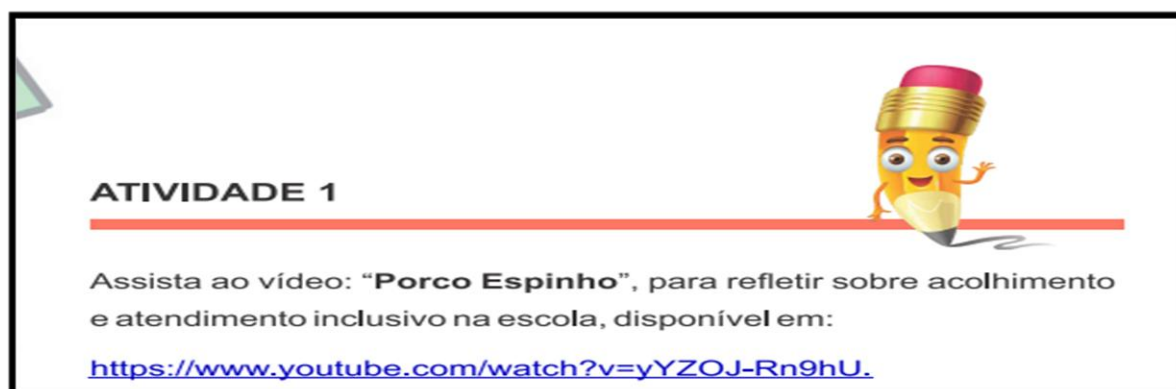 ATIVIDADE 1
Assista ao vídeo: “Porco Espinho”, para refletir sobre acolhimento
e atendimento inclusivo na escola, disponível em:
https://www.youtube.com/watch?v=yYZOJ-Rn9hU.